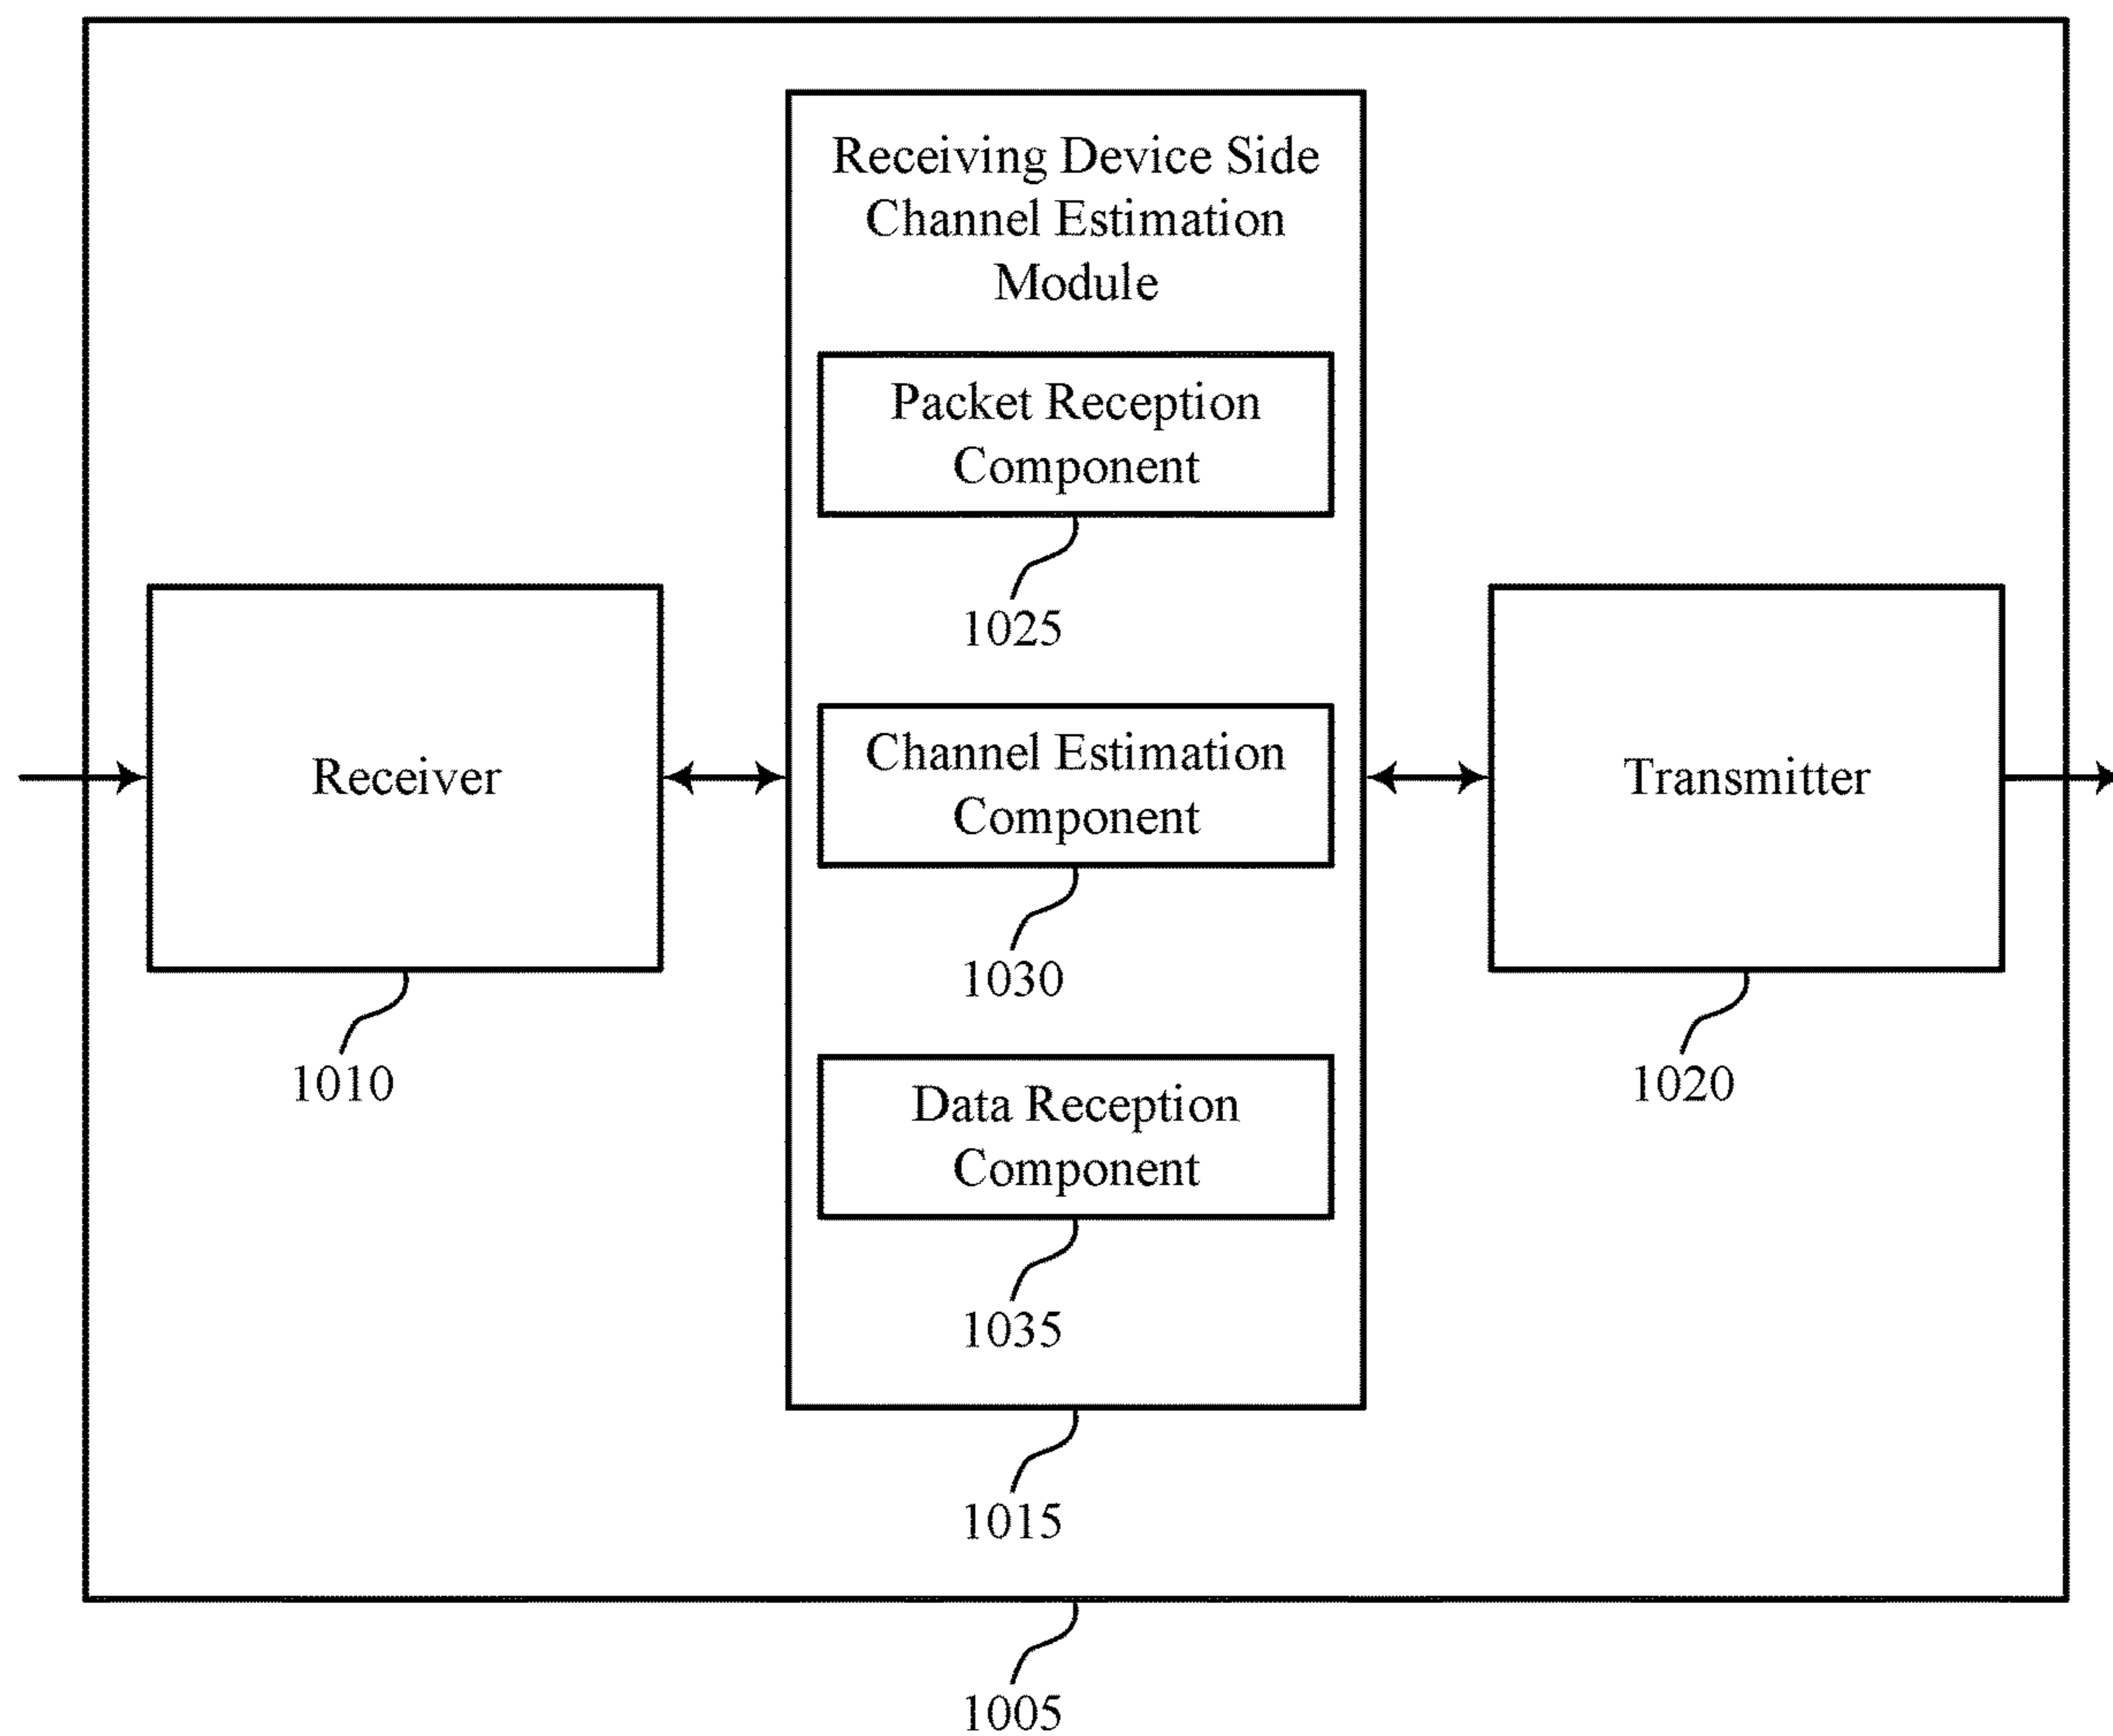 Receiving Device Side
Channel Estimation
Module
Packet Reception
Component
1025
Receiver
1010
Channel Estimation
Component
1030
Transmitter
1020
Data Reception
Component
1035
1015
1005